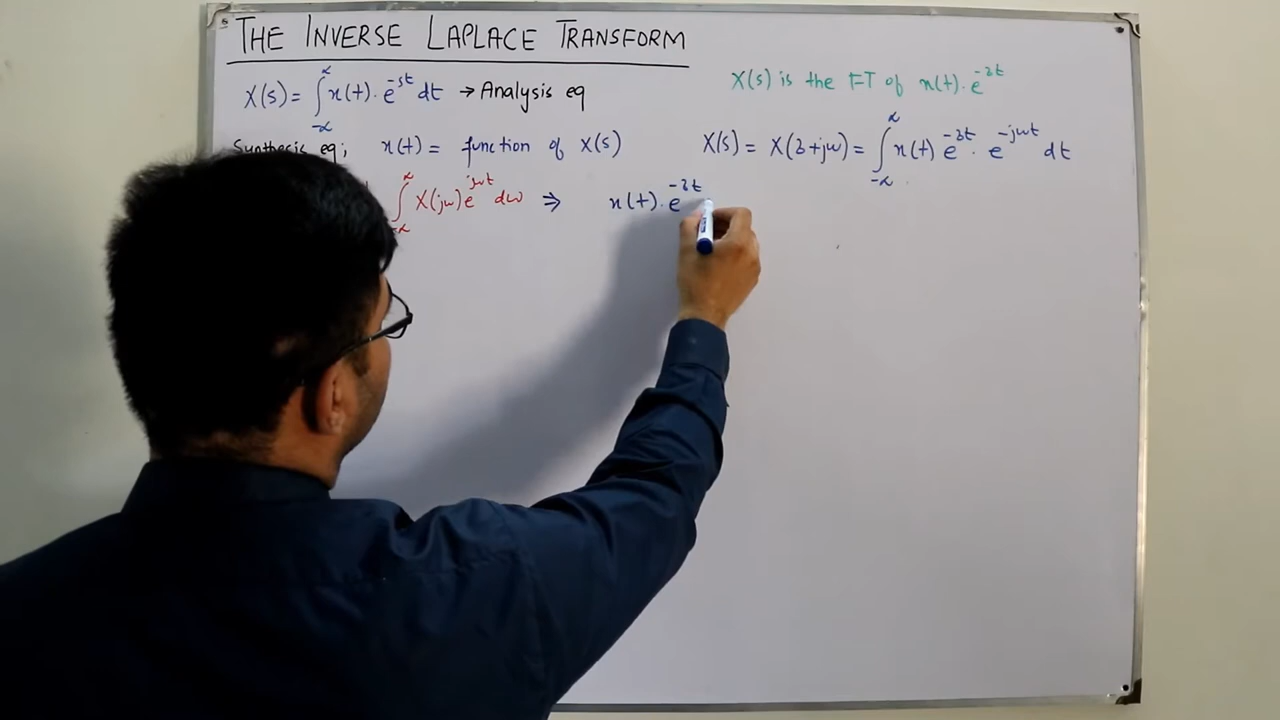 THE INVERSE LAPLACE TRANSFORM
X(s) = ∫_{-∞}^{∞} x(t) · e^{-st} dt → Analysis eq
X(s) is the FT of x(t) · e^{-σt}
Synthesis eq; x(t) = function of X(s)
X(s) = X(σ+jω) = ∫_{-∞}^{∞} x(t) e^{-σt} · e^{-jωt} dt
∫_{-∞}^{∞} X(jω) e^{jωt} dω ⇒ x(t) · e^{-σt}